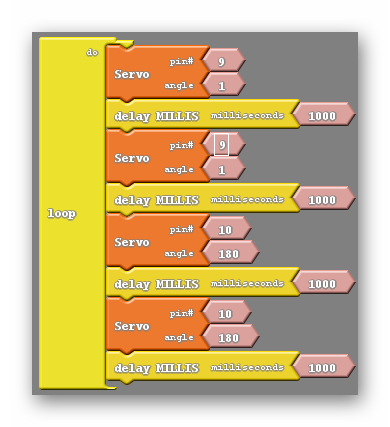 do
pin# 9
Servo
angle 1
delay MILLIS milliseconds 1000
pin# 9
Servo
angle 1
delay MILLIS milliseconds 1000
loop
pin# 10
Servo
angle 180
delay MILLIS milliseconds 1000
pin# 10
Servo
angle 180
delay MILLIS milliseconds 1000